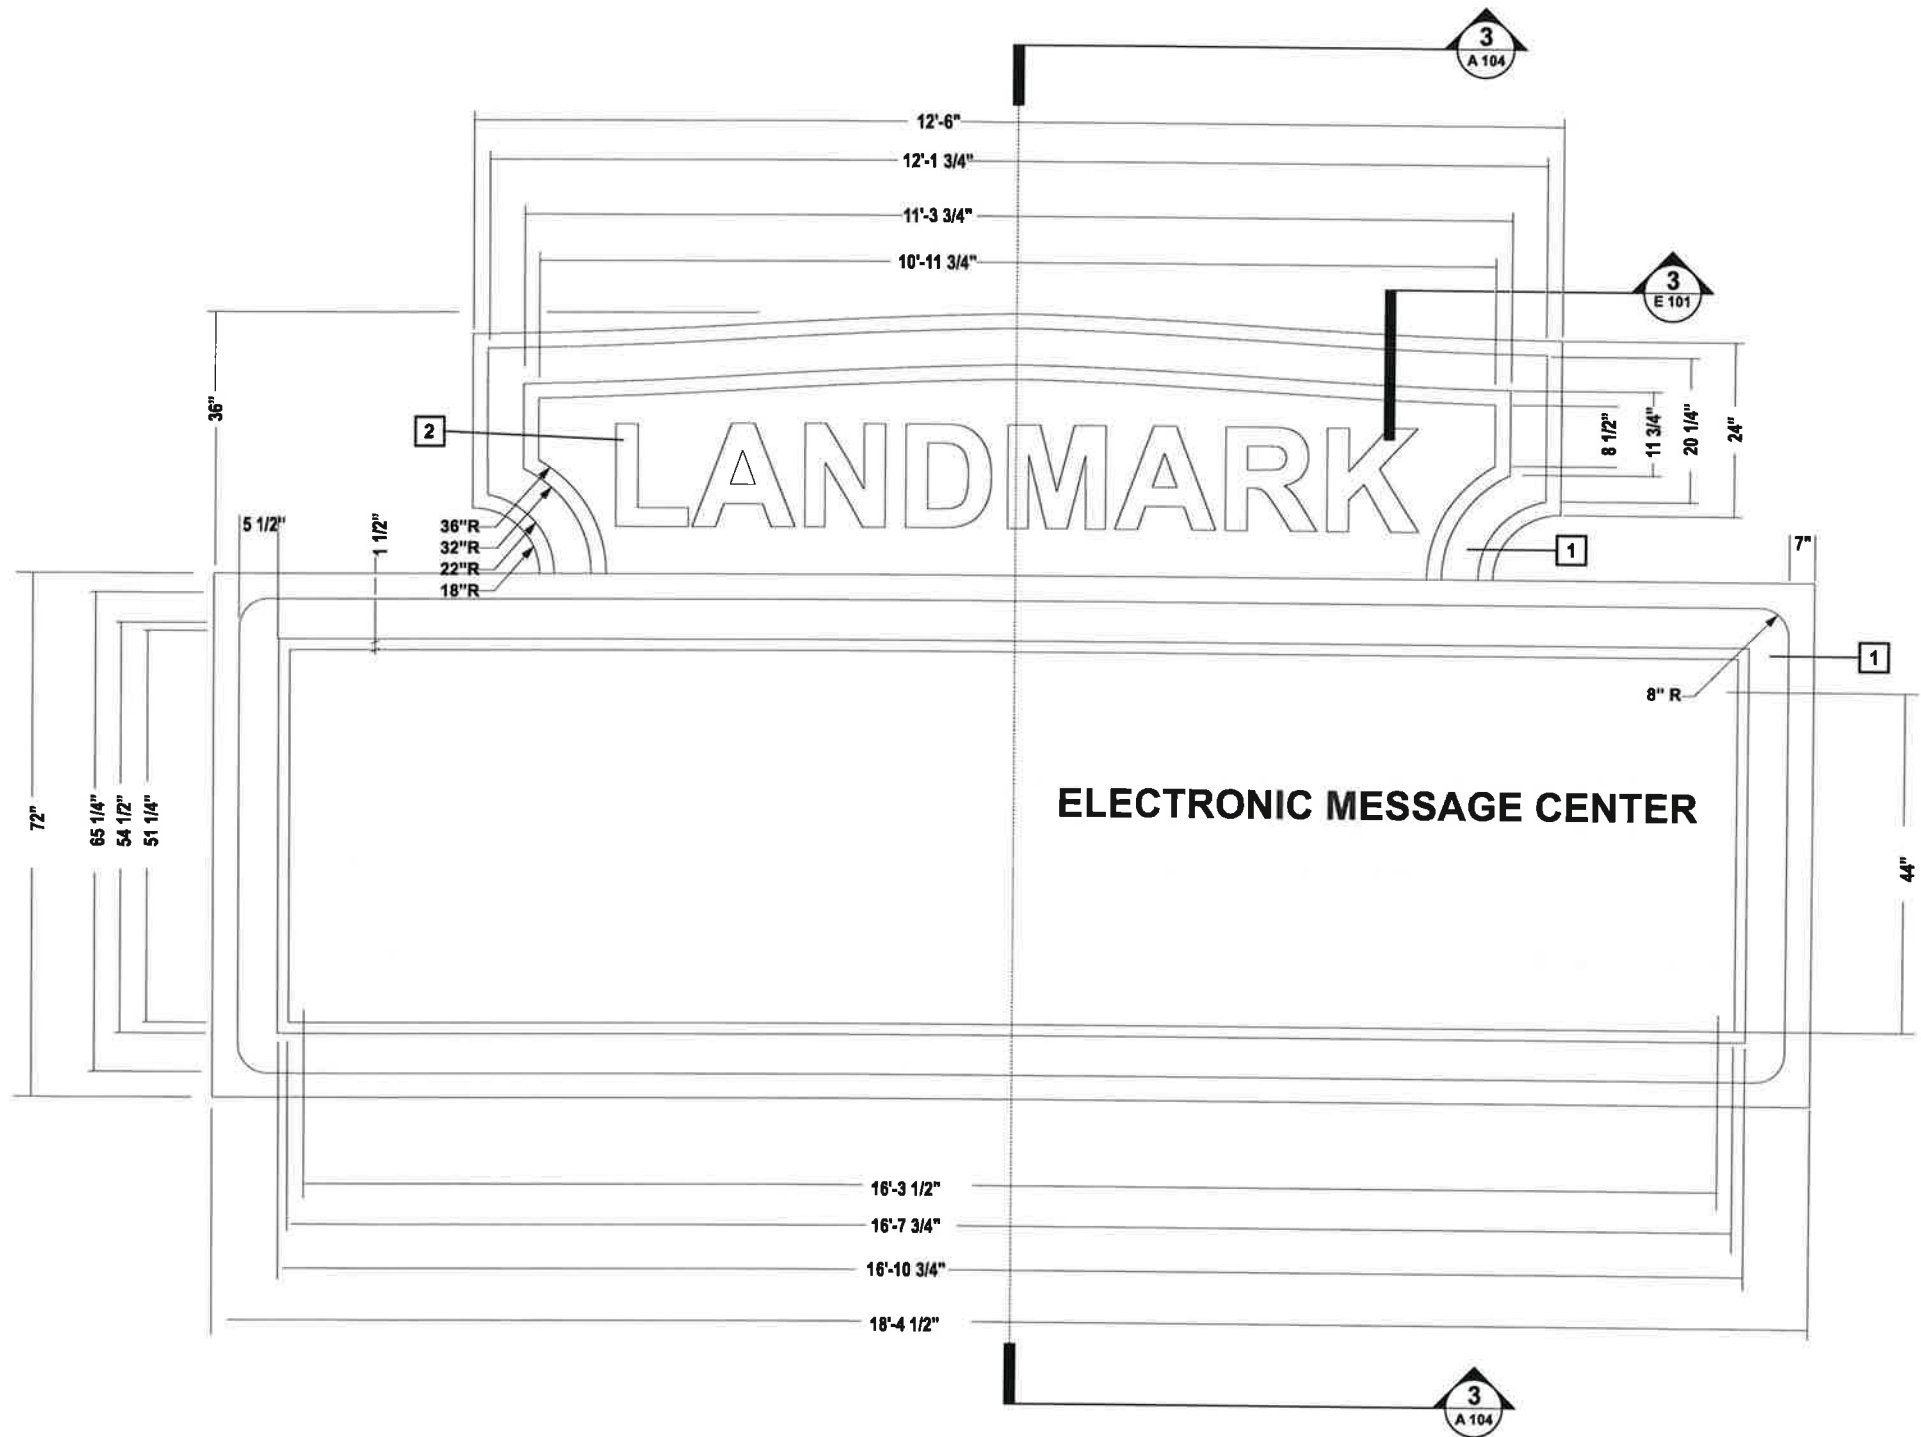 3
A 104
12'-6"
12'-1 3/4"
11'-3 3/4"
10'-11 3/4"
3
E 101
36"
2
LANDMARK
8 1/2"
11 3/4"
20 1/4"
24"
5 1/2"
1 1/2"
36"R
32"R
22"R
18"R
1
7"
1
8" R
72"
65 1/4"
54 1/2"
51 1/4"
ELECTRONIC MESSAGE CENTER
44"
16'-3 1/2"
16'-7 3/4"
16'-10 3/4"
18'-4 1/2"
3
A 104